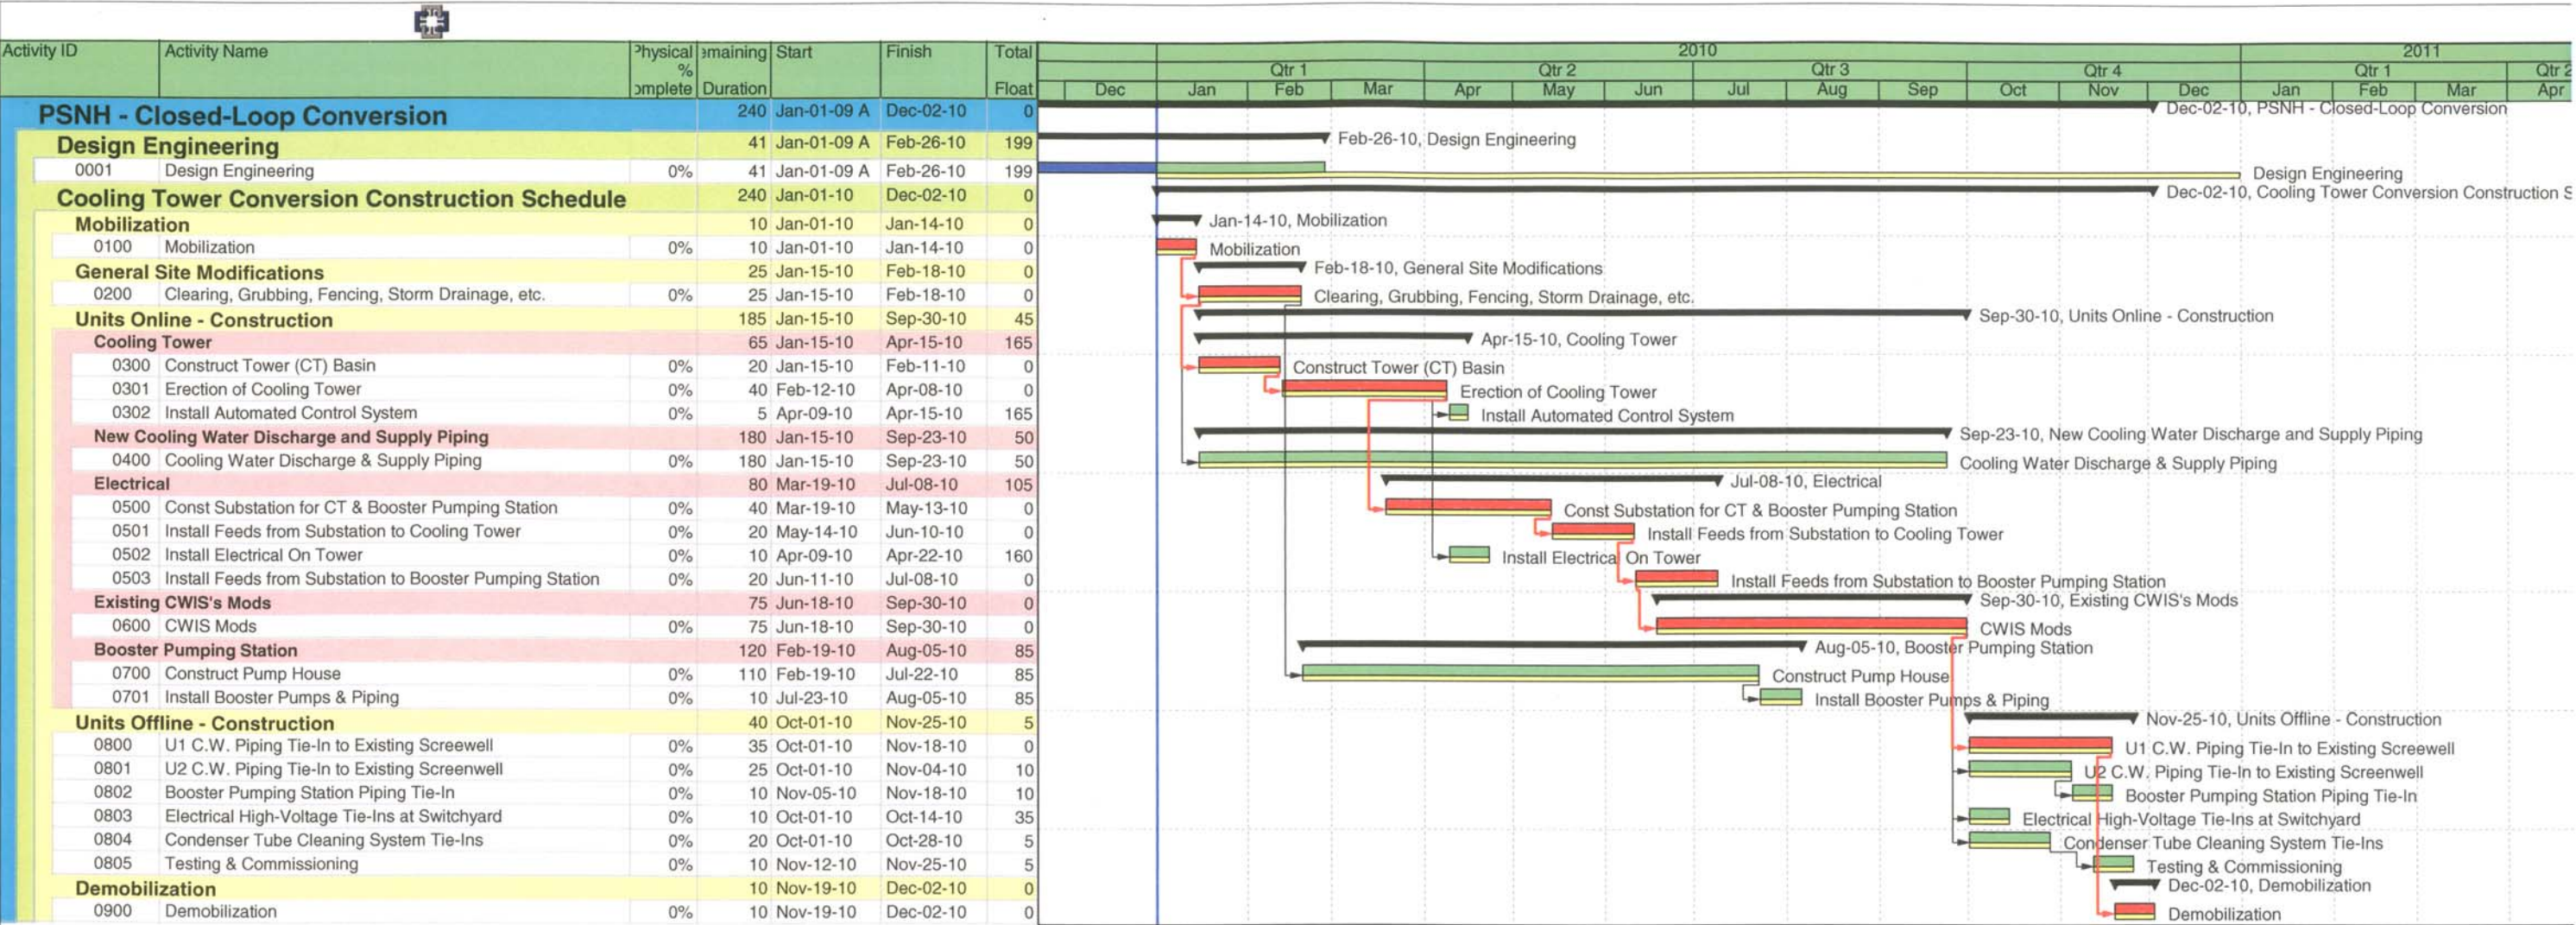 Activity ID Activity Name Physical % omplete emaining Duration Start Finish Total Float 2010 2011
Qtr 1 Qtr 2 Qtr 3 Qtr 4 Qtr 1 Qtr 2
Dec Jan Feb Mar Apr May Jun Jul Aug Sep Oct Nov Dec Jan Feb Mar Apr
PSNH - Closed-Loop Conversion 240 Jan-01-09 A Dec-02-10 0 Dec-02-10, PSNH - Closed-Loop Conversion
Design Engineering 41 Jan-01-09 A Feb-26-10 199 Feb-26-10, Design Engineering
0001 Design Engineering 0% 41 Jan-01-09 A Feb-26-10 199 Design Engineering
Cooling Tower Conversion Construction Schedule 240 Jan-01-10 Dec-02-10 0 Dec-02-10, Cooling Tower Conversion Construction S
Mobilization 10 Jan-01-10 Jan-14-10 0 Jan-14-10, Mobilization
0100 Mobilization 0% 10 Jan-01-10 Jan-14-10 0 Mobilization
General Site Modifications 25 Jan-15-10 Feb-18-10 0 Feb-18-10, General Site Modifications
0200 Clearing, Grubbing, Fencing, Storm Drainage, etc. 0% 25 Jan-15-10 Feb-18-10 0 Clearing, Grubbing, Fencing, Storm Drainage, etc.
Units Online - Construction 185 Jan-15-10 Sep-30-10 45 Sep-30-10, Units Online - Construction
Cooling Tower 65 Jan-15-10 Apr-15-10 165 Apr-15-10, Cooling Tower
0300 Construct Tower (CT) Basin 0% 20 Jan-15-10 Feb-11-10 0 Construct Tower (CT) Basin
0301 Erection of Cooling Tower 0% 40 Feb-12-10 Apr-08-10 0 Erection of Cooling Tower
0302 Install Automated Control System 0% 5 Apr-09-10 Apr-15-10 165 Install Automated Control System
New Cooling Water Discharge and Supply Piping 180 Jan-15-10 Sep-23-10 50 Sep-23-10, New Cooling Water Discharge and Supply Piping
0400 Cooling Water Discharge & Supply Piping 0% 180 Jan-15-10 Sep-23-10 50 Cooling Water Discharge & Supply Piping
Electrical 80 Mar-19-10 Jul-08-10 105 Jul-08-10, Electrical
0500 Const Substation for CT & Booster Pumping Station 0% 40 Mar-19-10 May-13-10 0 Const Substation for CT & Booster Pumping Station
0501 Install Feeds from Substation to Cooling Tower 0% 20 May-14-10 Jun-10-10 0 Install Feeds from Substation to Cooling Tower
0502 Install Electrical On Tower 0% 10 Apr-09-10 Apr-22-10 160 Install Electrical On Tower
0503 Install Feeds from Substation to Booster Pumping Station 0% 20 Jun-11-10 Jul-08-10 0 Install Feeds from Substation to Booster Pumping Station
Existing CWIS's Mods 75 Jun-18-10 Sep-30-10 0 Sep-30-10, Existing CWIS's Mods
0600 CWIS Mods 0% 75 Jun-18-10 Sep-30-10 0 CWIS Mods
Booster Pumping Station 120 Feb-19-10 Aug-05-10 85 Aug-05-10, Booster Pumping Station
0700 Construct Pump House 0% 110 Feb-19-10 Jul-22-10 85 Construct Pump House
0701 Install Booster Pumps & Piping 0% 10 Jul-23-10 Aug-05-10 85 Install Booster Pumps & Piping
Units Offline - Construction 40 Oct-01-10 Nov-25-10 5 Nov-25-10, Units Offline - Construction
0800 U1 C.W. Piping Tie-In to Existing Screewell 0% 35 Oct-01-10 Nov-18-10 0 U1 C.W. Piping Tie-In to Existing Screewell
0801 U2 C.W. Piping Tie-In to Existing Screenwell 0% 25 Oct-01-10 Nov-04-10 10 U2 C.W. Piping Tie-In to Existing Screenwell
0802 Booster Pumping Station Piping Tie-In 0% 10 Nov-05-10 Nov-18-10 10 Booster Pumping Station Piping Tie-In
0803 Electrical High-Voltage Tie-Ins at Switchyard 0% 10 Oct-01-10 Oct-14-10 35 Electrical High-Voltage Tie-Ins at Switchyard
0804 Condenser Tube Cleaning System Tie-Ins 0% 20 Oct-01-10 Oct-28-10 5 Condenser Tube Cleaning System Tie-Ins
0805 Testing & Commissioning 0% 10 Nov-12-10 Nov-25-10 5 Testing & Commissioning
Demobilization 10 Nov-19-10 Dec-02-10 0 Dec-02-10, Demobilization
0900 Demobilization 0% 10 Nov-19-10 Dec-02-10 0 Demobilization